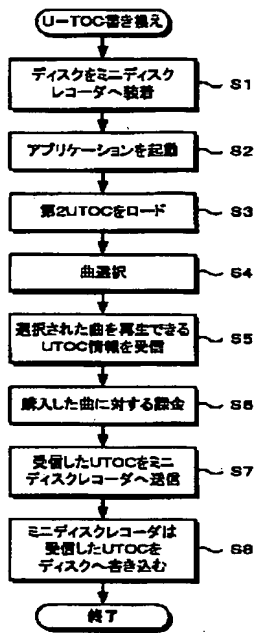 U－TOC書き換え
ディスクをミニディスク
レコーダへ装着
S1
アプリケーションを起動
S2
第2UTOCをロード
S3
曲選択
S4
選択された曲を再生できる
UTOC情報を受信
S5
購入した曲に対する課金
S6
受信したUTOCをミニ
ディスクレコーダへ送信
S7
ミニディスクレコーダは
受信したUTOCを
ディスクへ書き込む
S8
終了